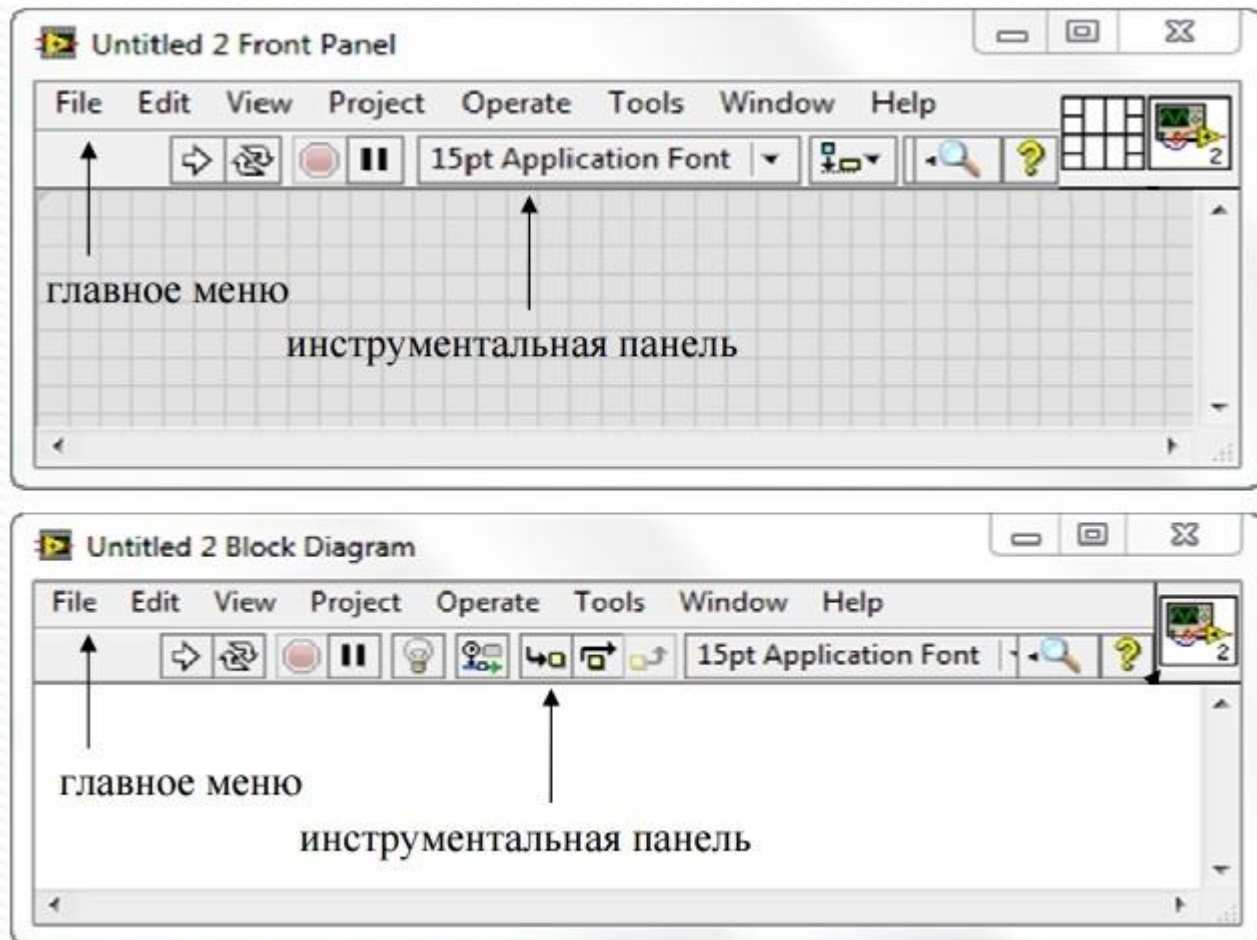 Untitled 2 Front Panel
File Edit View Project Operate Tools Window Help
15pt Application Font
2
главное меню
инструментальная панель
Untitled 2 Block Diagram
File Edit View Project Operate Tools Window Help
15pt Application Font
2
главное меню
инструментальная панель